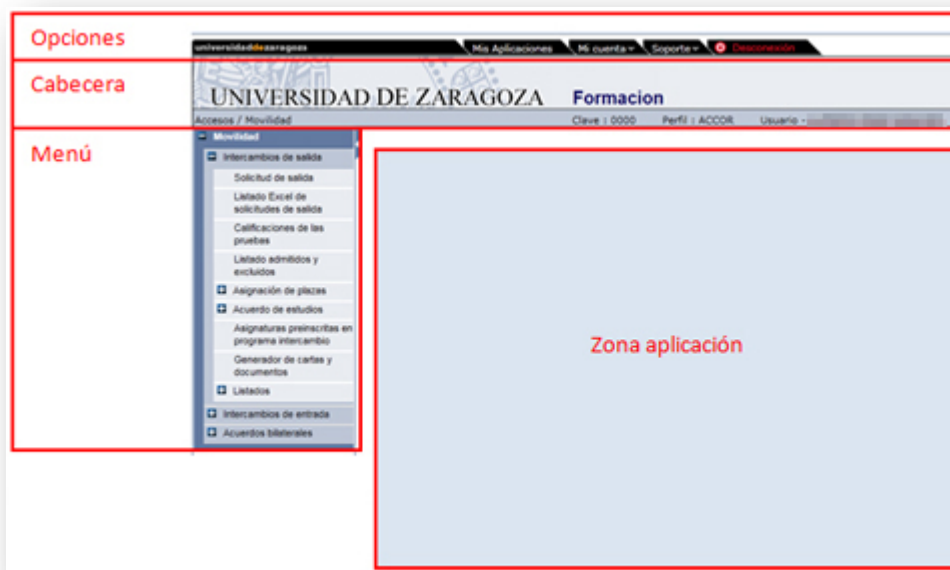 Opciones
universidaddezaragoza
Mis Aplicaciones
Mi cuenta
Soporte
Desconexión
Cabecera
UNIVERSIDAD DE ZARAGOZA
Formacion
Accesos / Movilidad
Clave : 0000
Perfil : ACCOR
Usuario -
Menú
Movilidad
Intercambios de salida
Solicitud de salida
Listado Excel de
solicitudes de salida
Calificaciones de las
pruebas
Listado admitidos y
excluidos
Asignación de plazas
Acuerdo de estudios
Asignaturas preinscritas en
programa intercambio
Generador de cartas y
documentos
Listados
Intercambios de entrada
Acuerdos bilaterales
Zona aplicación